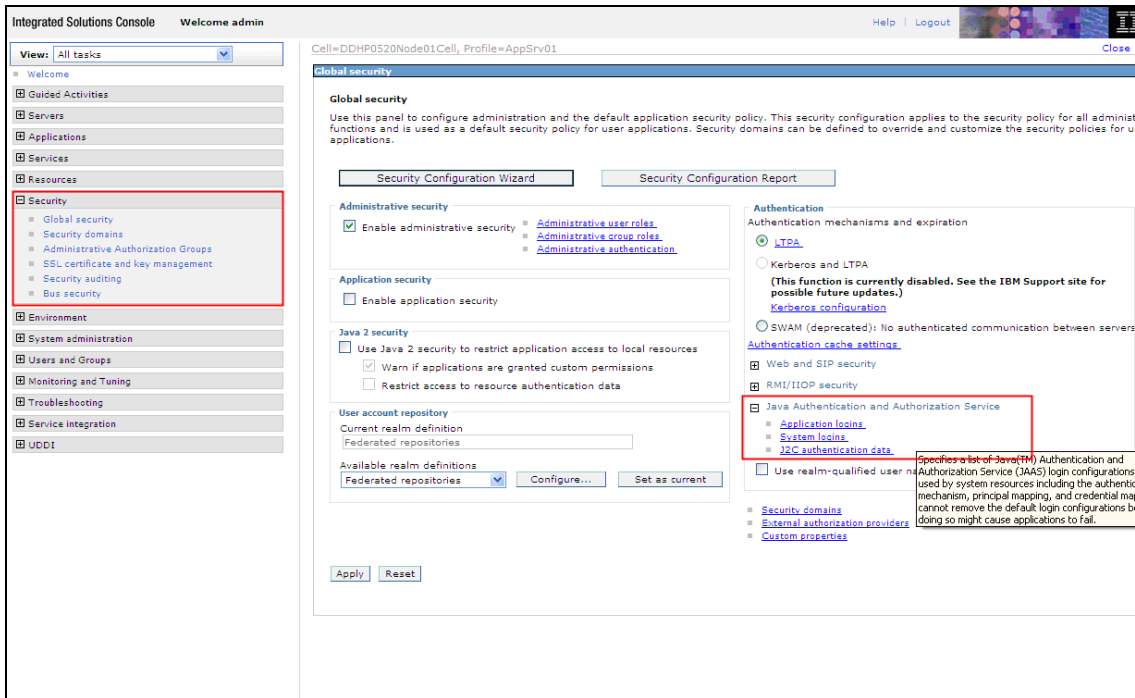 Integrated Solutions Console Welcome admin
Help | Logout
View: All tasks
Welcome
Guided Activities
Servers
Applications
Services
Resources
Security
Global security
Security domains
Administrative Authorization Groups
SSL certificate and key management
Security auditing
Bus security
Environment
System administration
Users and Groups
Monitoring and Tuning
Troubleshooting
Service integration
UDDI
Cell=DDHP0520Node01Cell, Profile=AppSrv01
Close
Global security
Global security
Use this panel to configure administration and the default application security policy. This security configuration applies to the security policy for all administ
functions and is used as a default security policy for user applications. Security domains can be defined to override and customize the security policies for u
applications.
Security Configuration Wizard
Security Configuration Report
Administrative security
Enable administrative security
Administrative user roles
Administrative group roles
Administrative authentication
Application security
Enable application security
Java 2 security
Use Java 2 security to restrict application access to local resources
Warn if applications are granted custom permissions
Restrict access to resource authentication data
User account repository
Current realm definition
Federated repositories
Available realm definitions
Federated repositories
Configure...
Set as current
Authentication
Authentication mechanisms and expiration
LTPA
Kerberos and LTPA
(This function is currently disabled. See the IBM Support site for
possible future updates.)
Kerberos configuration
SWAM (deprecated): No authenticated communication between servers
Authentication cache settings
Web and SIP security
RMI/IIOP security
Java Authentication and Authorization Service
Application logins
System logins
J2C authentication data
Use realm-qualified user na
Specifies a list of Java(TM) Authentication and
Authorization Service (JAAS) login configurations
used by system resources including the authentic
mechanism, principal mapping, and credential ma
cannot remove the default login configurations b
doing so might cause applications to fail.
Security domains
External authorization providers
Custom properties
Apply
Reset